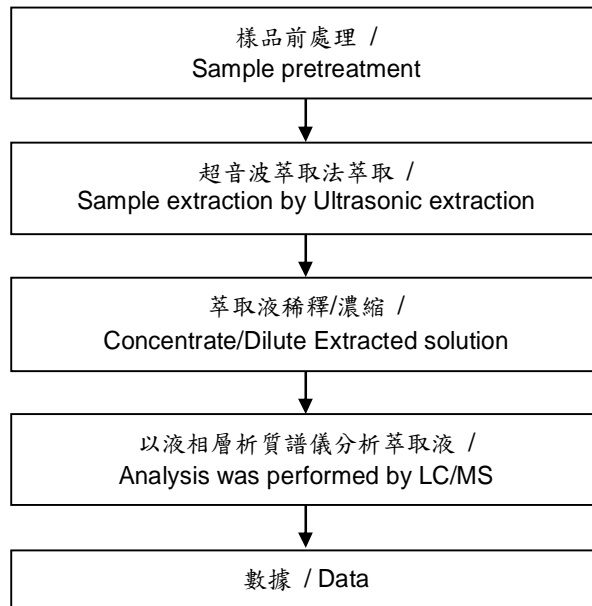 樣品前處理 /
Sample pretreatment
超音波萃取法萃取 /
Sample extraction by Ultrasonic extraction
萃取液稀釋/濃縮 /
Concentrate/Dilute Extracted solution
以液相層析質譜儀分析萃取液 /
Analysis was performed by LC/MS
數據 / Data